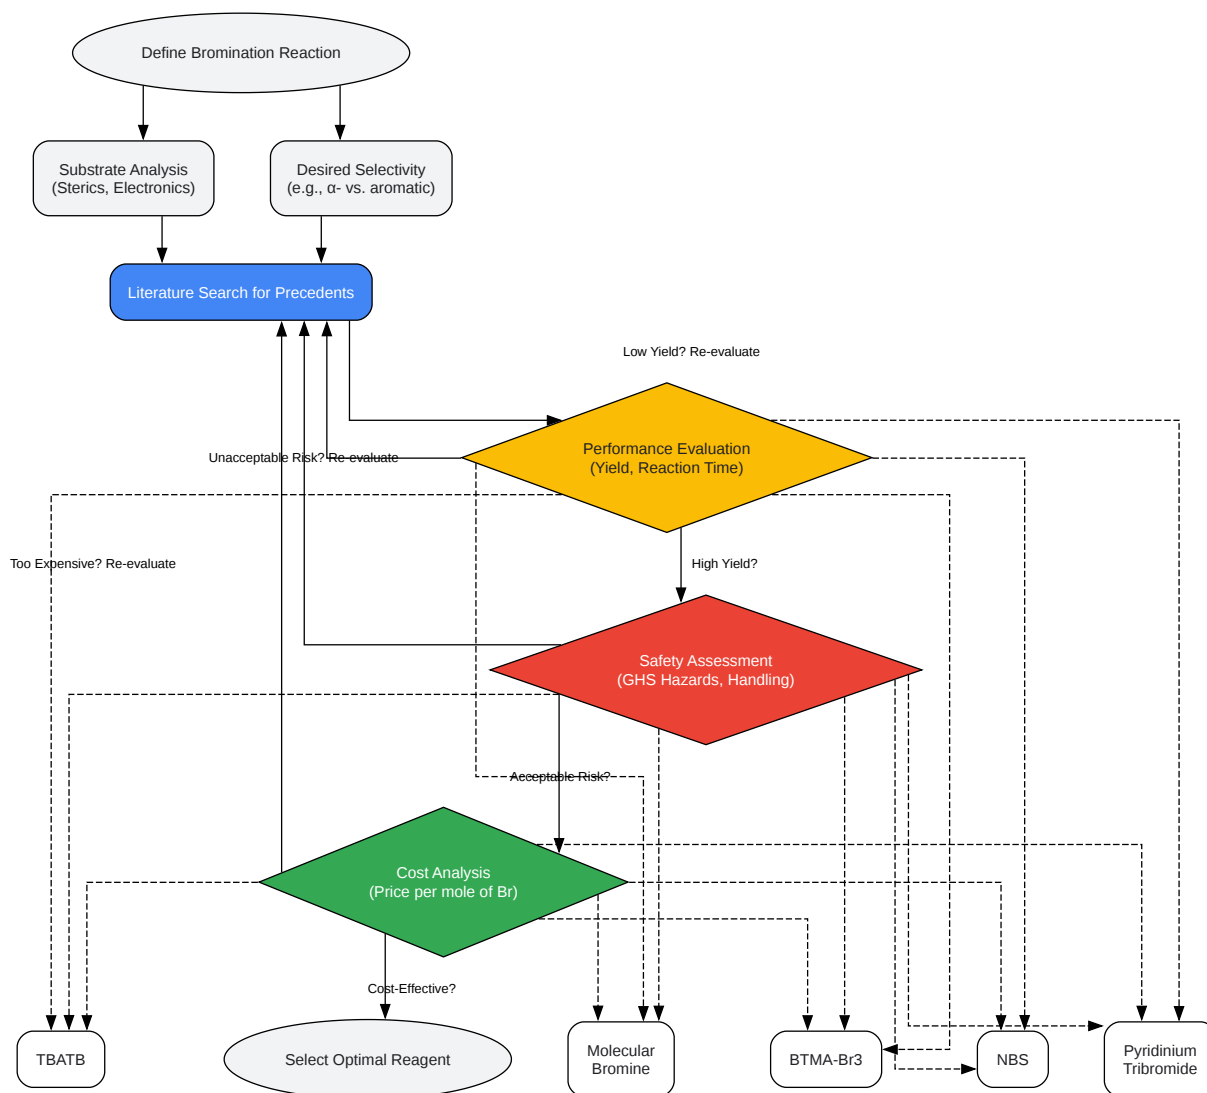 Define Bromination Reaction
Substrate Analysis
(Sterics, Electronics)
Desired Selectivity
(e.g., α- vs. aromatic)
Literature Search for Precedents
Low Yield? Re-evaluate
Performance Evaluation
(Yield, Reaction Time)
Unacceptable Risk? Re-evaluate
Too Expensive? Re-evaluate
High Yield?
Safety Assessment
(GHS Hazards, Handling)
Acceptable Risk?
Cost Analysis
(Price per mole of Br)
Cost-Effective?
TBATB
Select Optimal Reagent
Molecular
Bromine
BTMA-Br3
NBS
Pyridinium
Tribromide